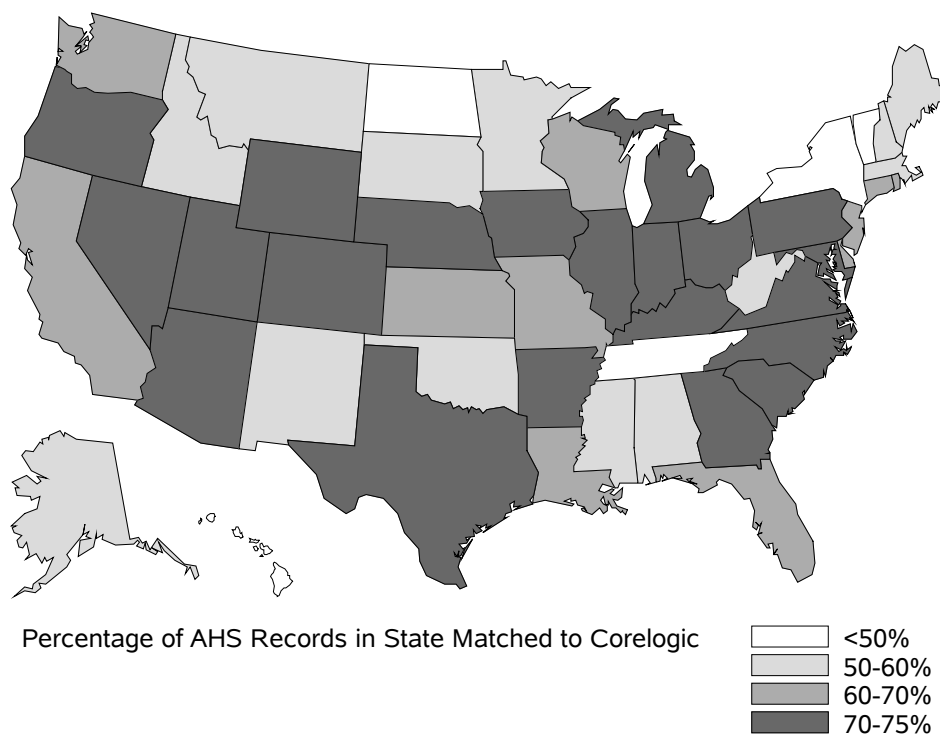 Percentage of AHS Records in State Matched to Corelogic
<50%
50-60%
60-70%
70-75%